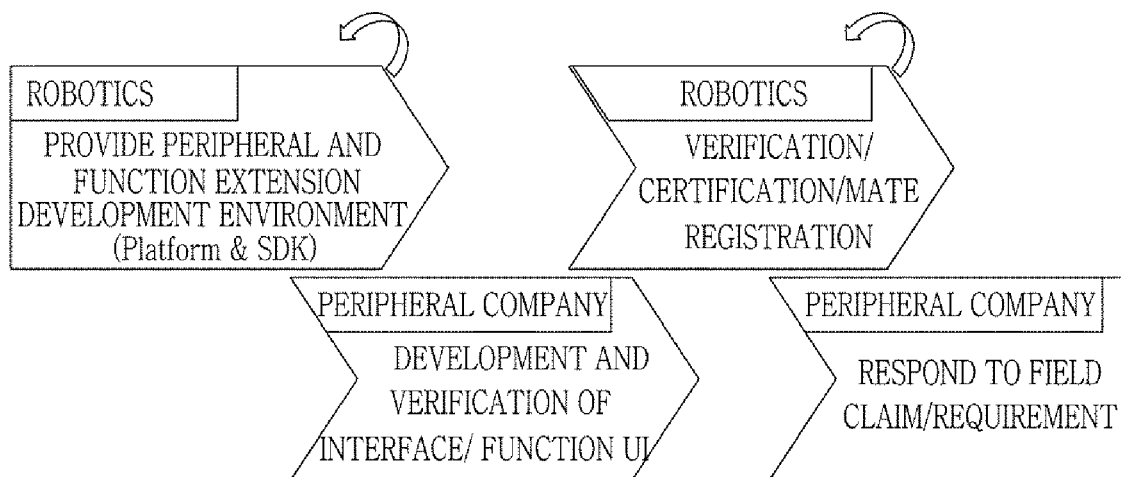 ROBOTICS
PROVIDE PERIPHERAL AND
FUNCTION EXTENSION
DEVELOPMENT ENVIRONMENT
(Platform & SDK)
PERIPHERAL COMPANY
DEVELOPMENT AND
VERIFICATION OF
INTERFACE/ FUNCTION UI
ROBOTICS
VERIFICATION/
CERTIFICATION/MATE
REGISTRATION
PERIPHERAL COMPANY
RESPOND TO FIELD
CLAIM/REQUIREMENT